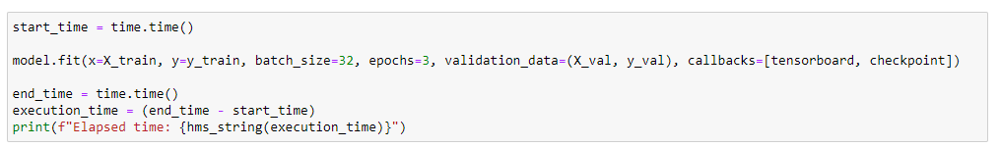 start_time = time.time()
model.fit(x=X_train, y=y_train, batch_size=32, epochs=3, validation_data=(X_val, y_val), callbacks=[tensorboard, checkpoint])
end_time = time.time()
execution_time = (end_time - start_time)
print(f"Elapsed time: {hms_string(execution_time)}")